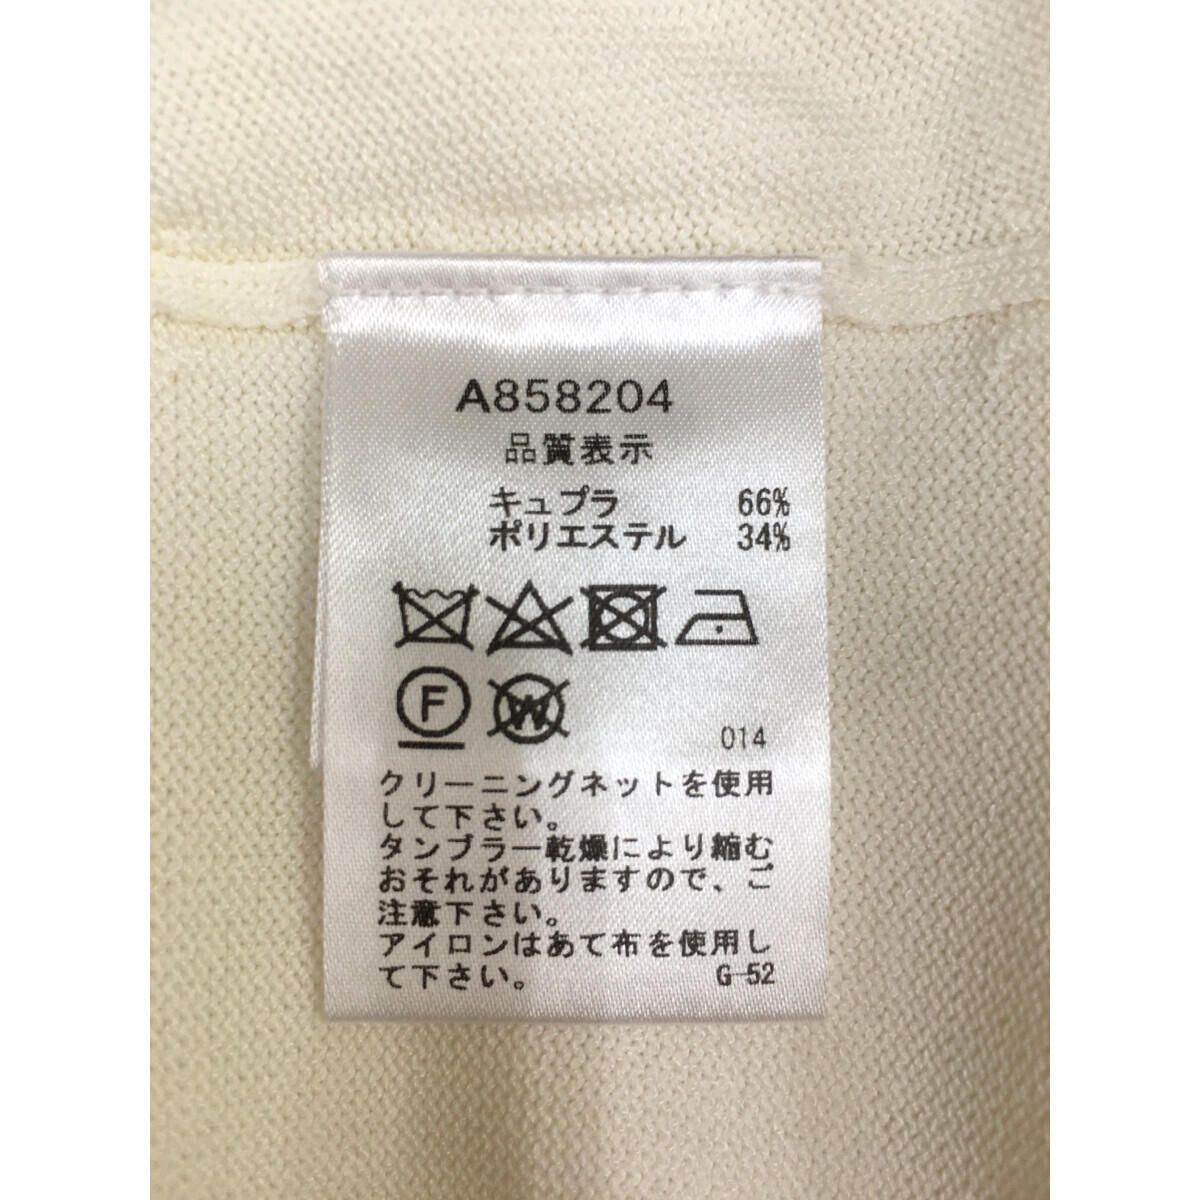 A858204
品質表示
キュプラ 66%
ポリエステル 34%
F W
014
クリーニングネットを使用
して下さい。
タンブラー乾燥により縮む
おそれがありますので、ご
注意下さい。
アイロンはあて布を使用し
て下さい。 G-52